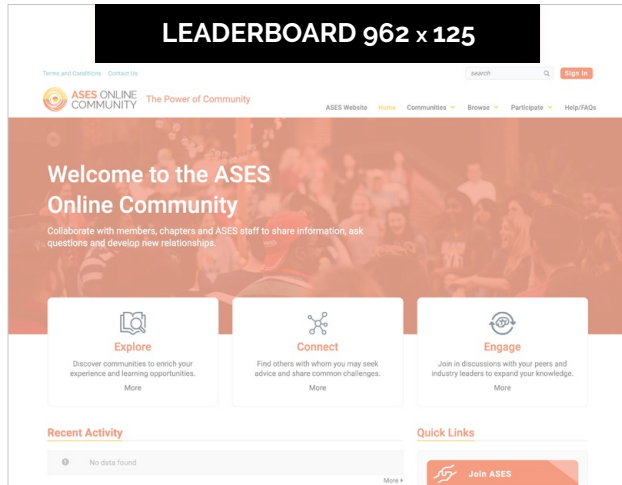 LEADERBOARD 962 x 125
Terms and Conditions Contact Us
search
Sign In
ASES ONLINE
COMMUNITY
The Power of Community
ASES Website Home Communities Browse Participate Help/FAQs
Welcome to the ASES
Online Community
Collaborate with members, chapters and ASES staff to share information, ask
questions and develop new relationships.
Explore
Discover communities to enrich your
experience and learning opportunities.
More
Connect
Find others with whom you may seek
advice and share common challenges.
More
Engage
Join in discussions with your peers and
industry leaders to expand your knowledge.
More
Recent Activity
No data found
More
Quick Links
Join ASES